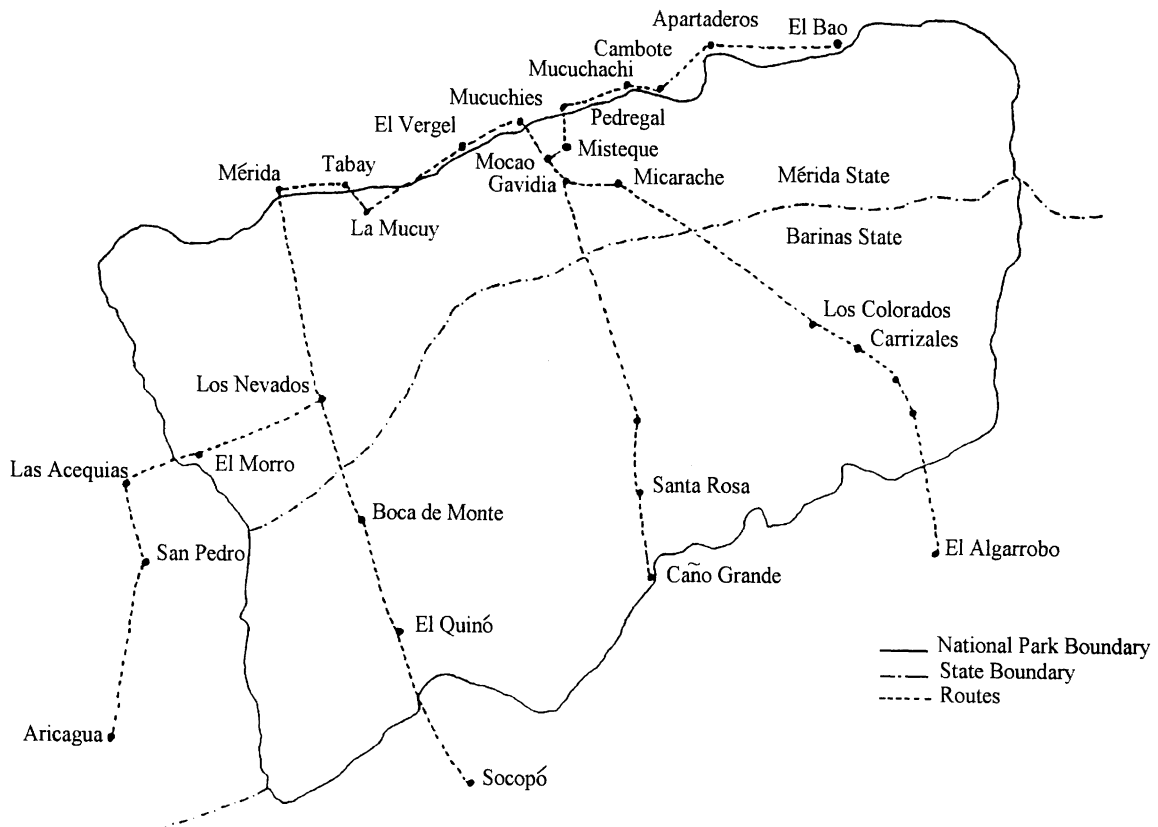 Apartaderos
El Bao
Cambote
Mucuchachi
Mucuchies
Pedregal
El Vergel
Misteque
Mocao
Tabay
Mérida
Gavidia
Micarache
Mérida State
La Mucuy
Barinas State
Los Colorados
Carrizales
Los Nevados
El Morro
Las Acequias
Santa Rosa
Boca de Monte
San Pedro
El Algarrobo
Caño Grande
El Quinó
National Park Boundary
State Boundary
Routes
Aricagua
Socopó